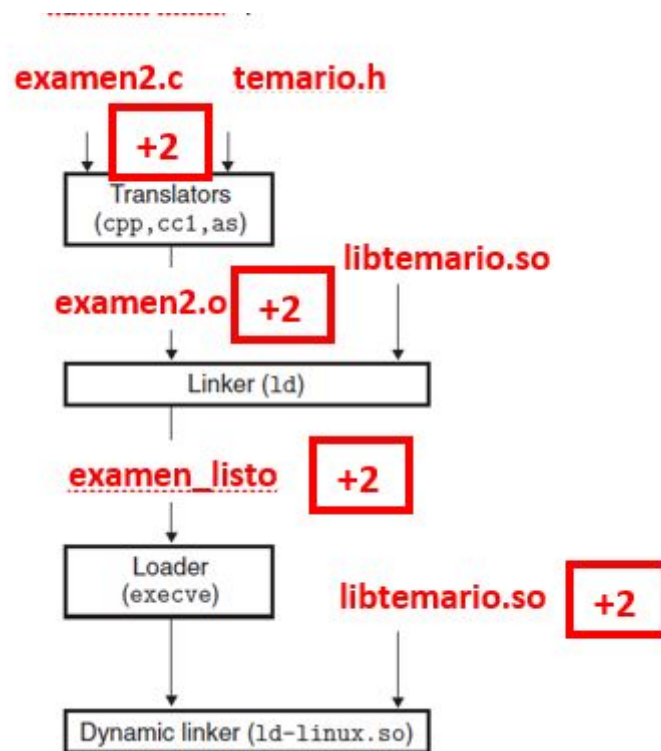 examen2.c temario.h
+2
Translators
(cpp,cc1,as)
libtemario.so
examen2.o +2
Linker (ld)
examen_listo +2
Loader
(execve)
libtemario.so +2
Dynamic linker (ld-linux.so)